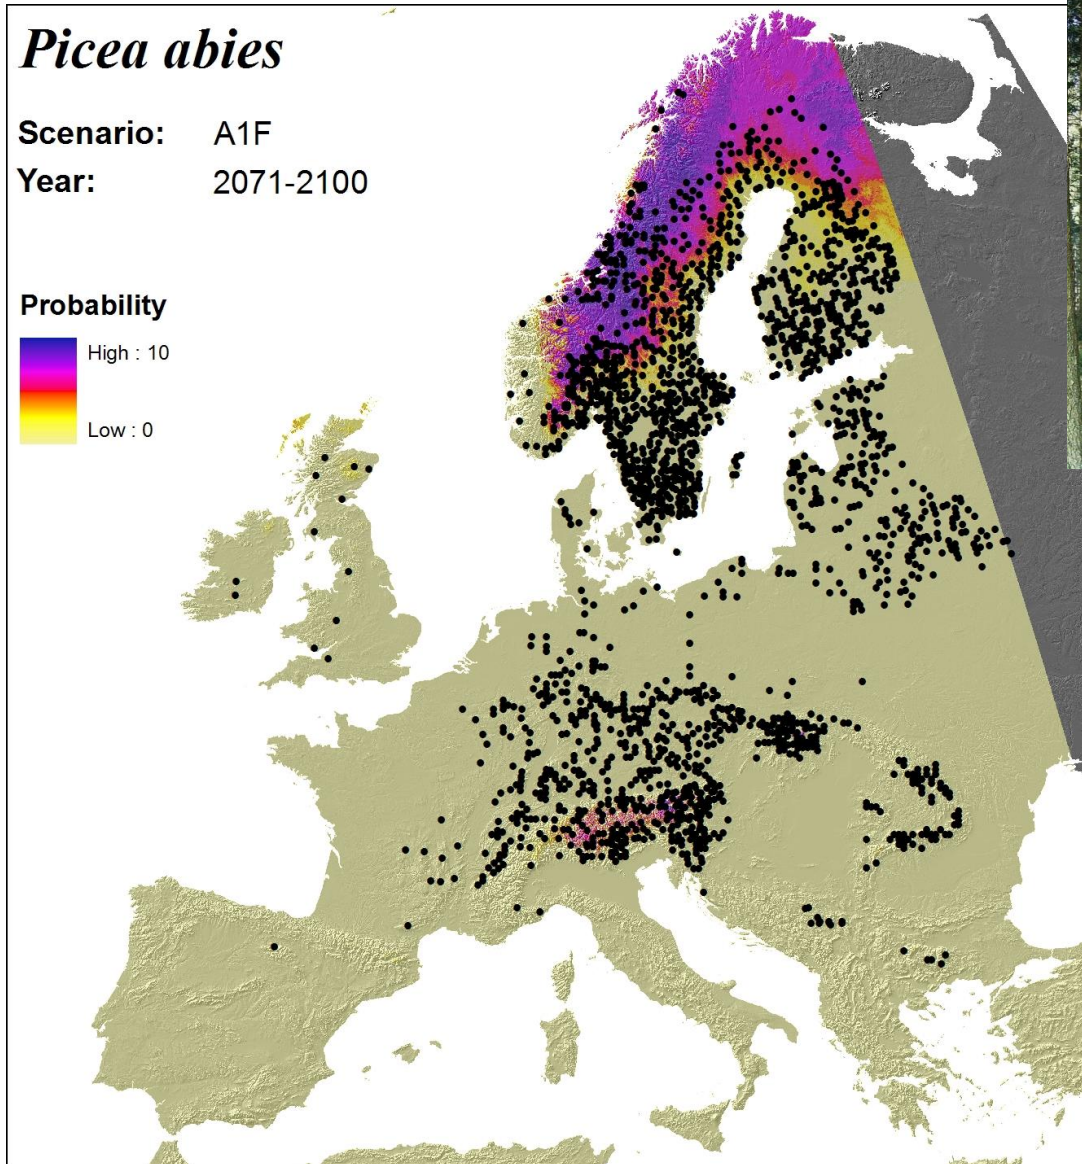 Picea abies
Scenario: A1F
Year: 2071-2100
Probability
High : 10
Low : 0